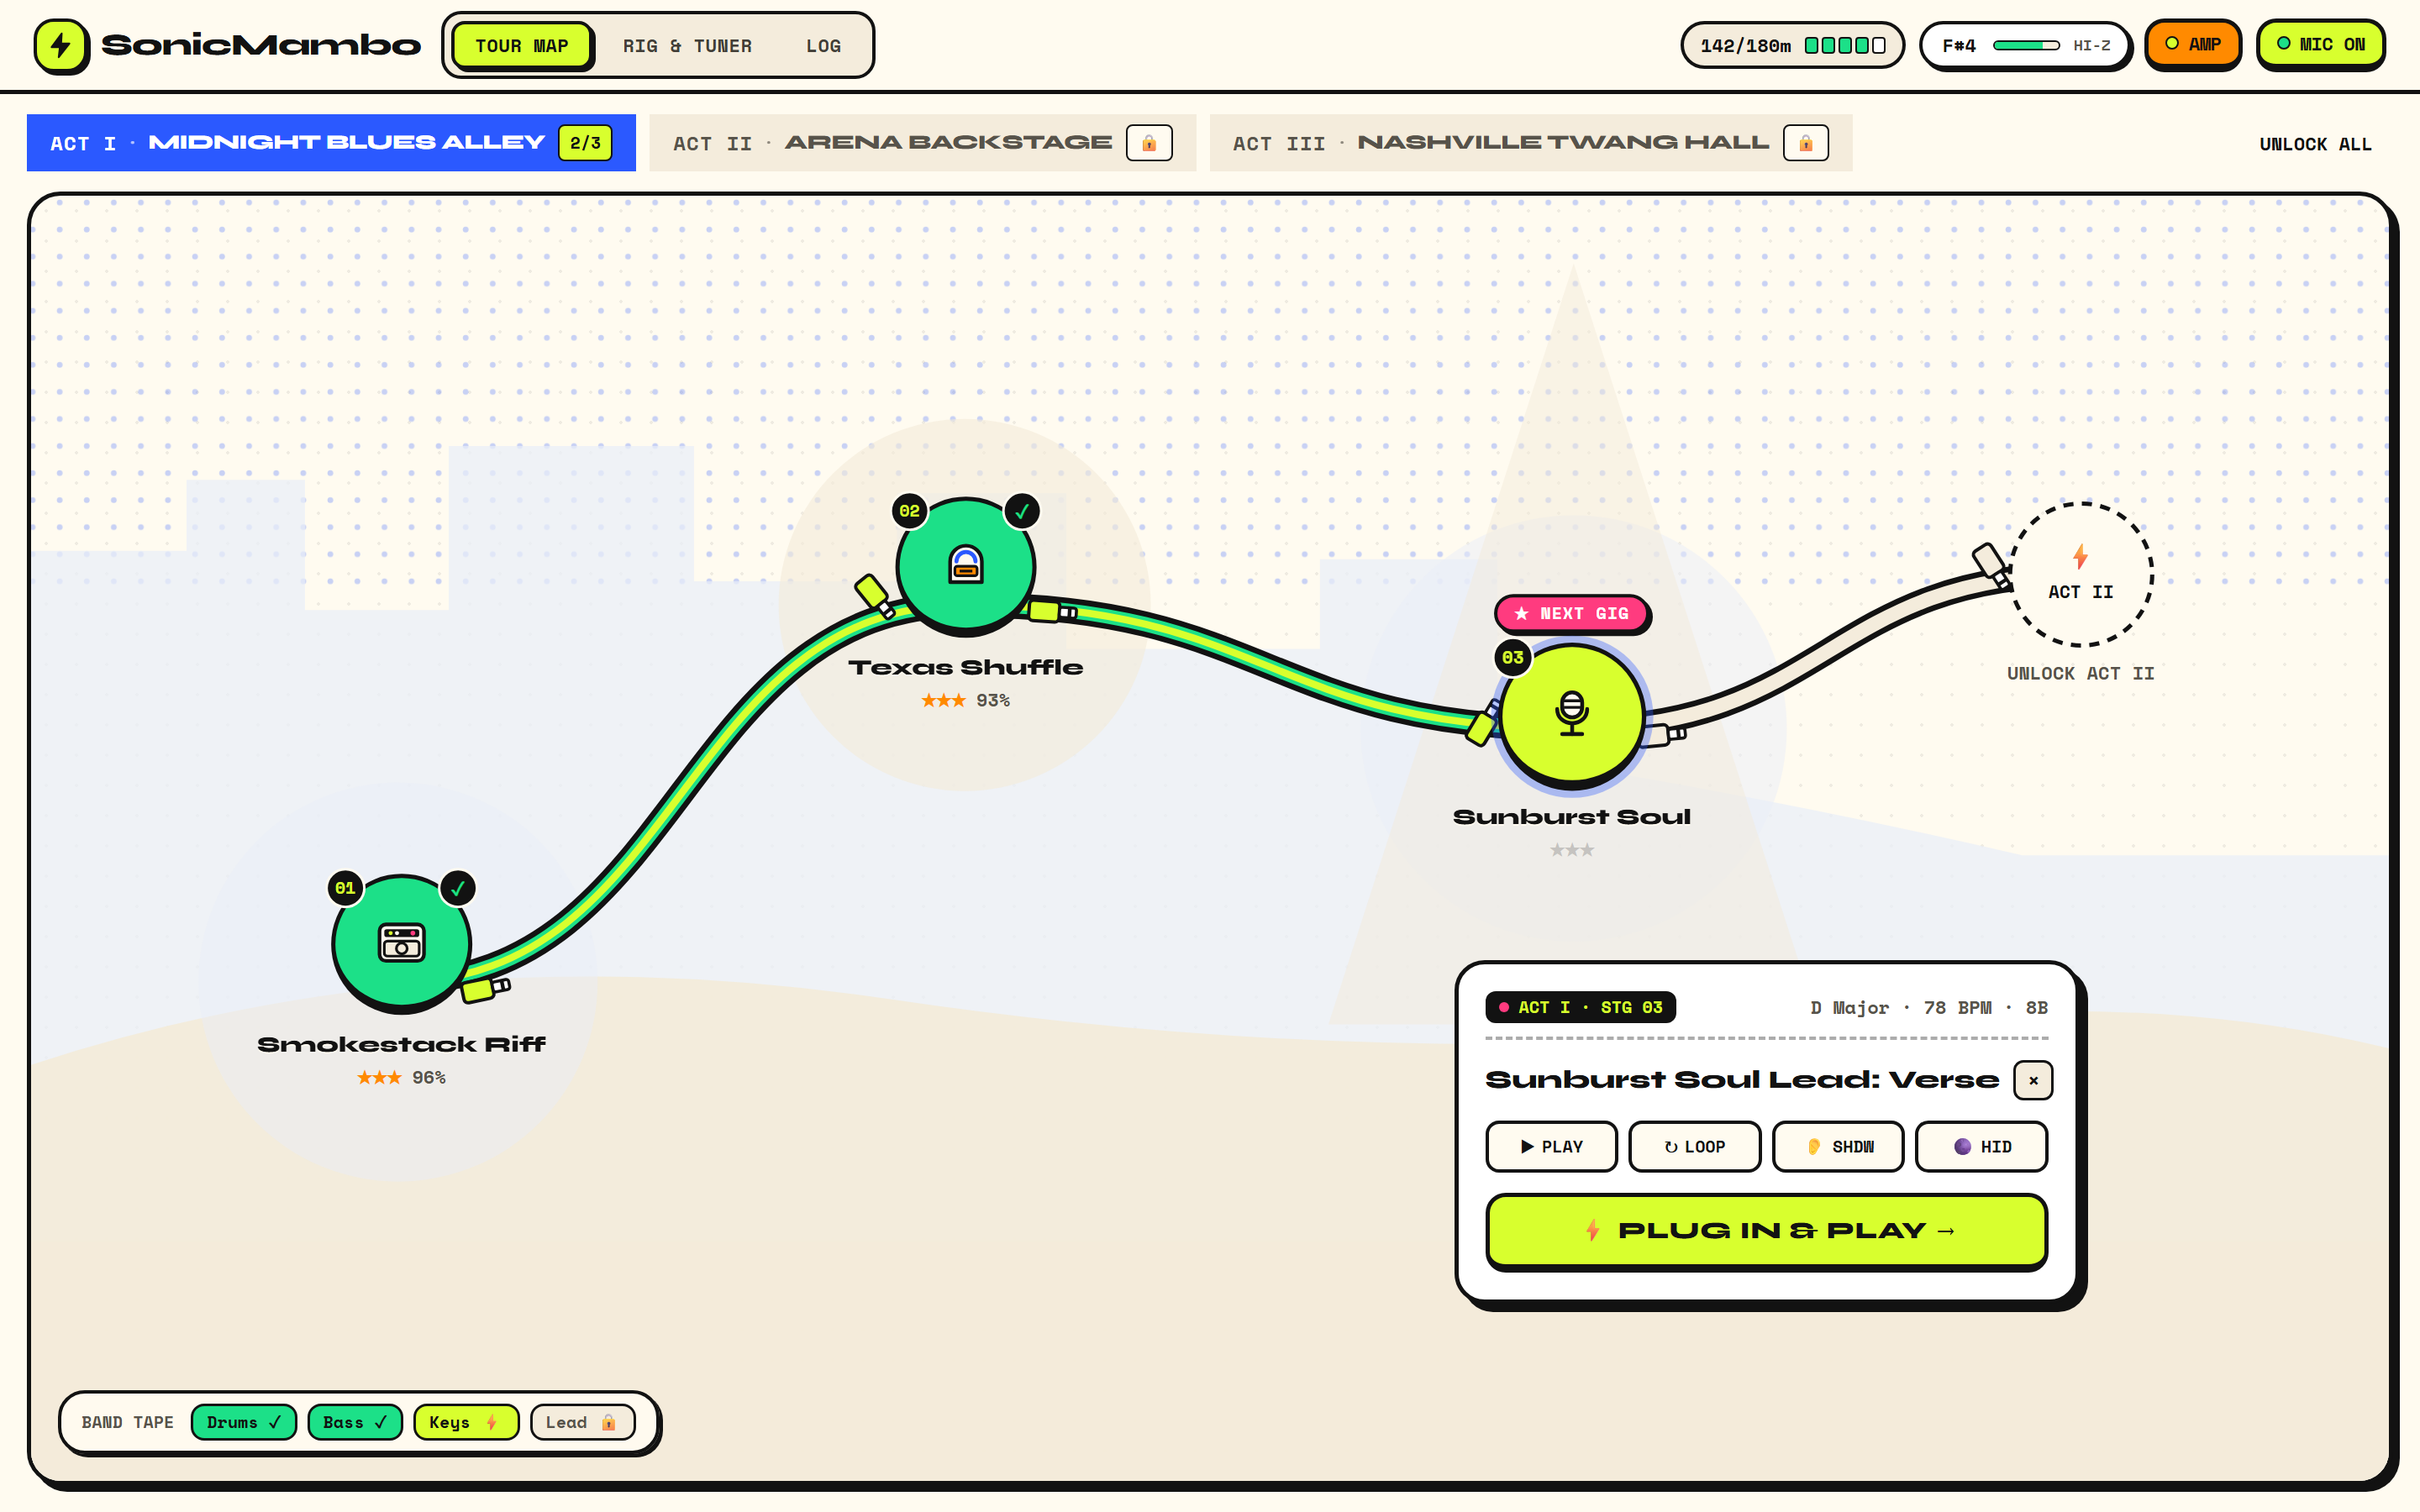 SonicMambo
TOUR MAP
RIG & TUNER
LOG
142/180m
F#4
HI-Z
AMP
MIC ON
ACT I · MIDNIGHT BLUES ALLEY 2/3
ACT II · ARENA BACKSTAGE
ACT III · NASHVILLE TWANG HALL
UNLOCK ALL
02 ✓
Texas Shuffle
★★★ 93%
ACT II
UNLOCK ACT II
★ NEXT GIG
03
Sunburst Soul
★★★
01 ✓
Smokestack Riff
★★★ 96%
ACT I · STG 03
D Major · 78 BPM · 8B
Sunburst Soul Lead: Verse ×
▶ PLAY
↻ LOOP
SHDW
HID
PLUG IN & PLAY →
BAND TAPE
Drums ✓
Bass ✓
Keys
Lead